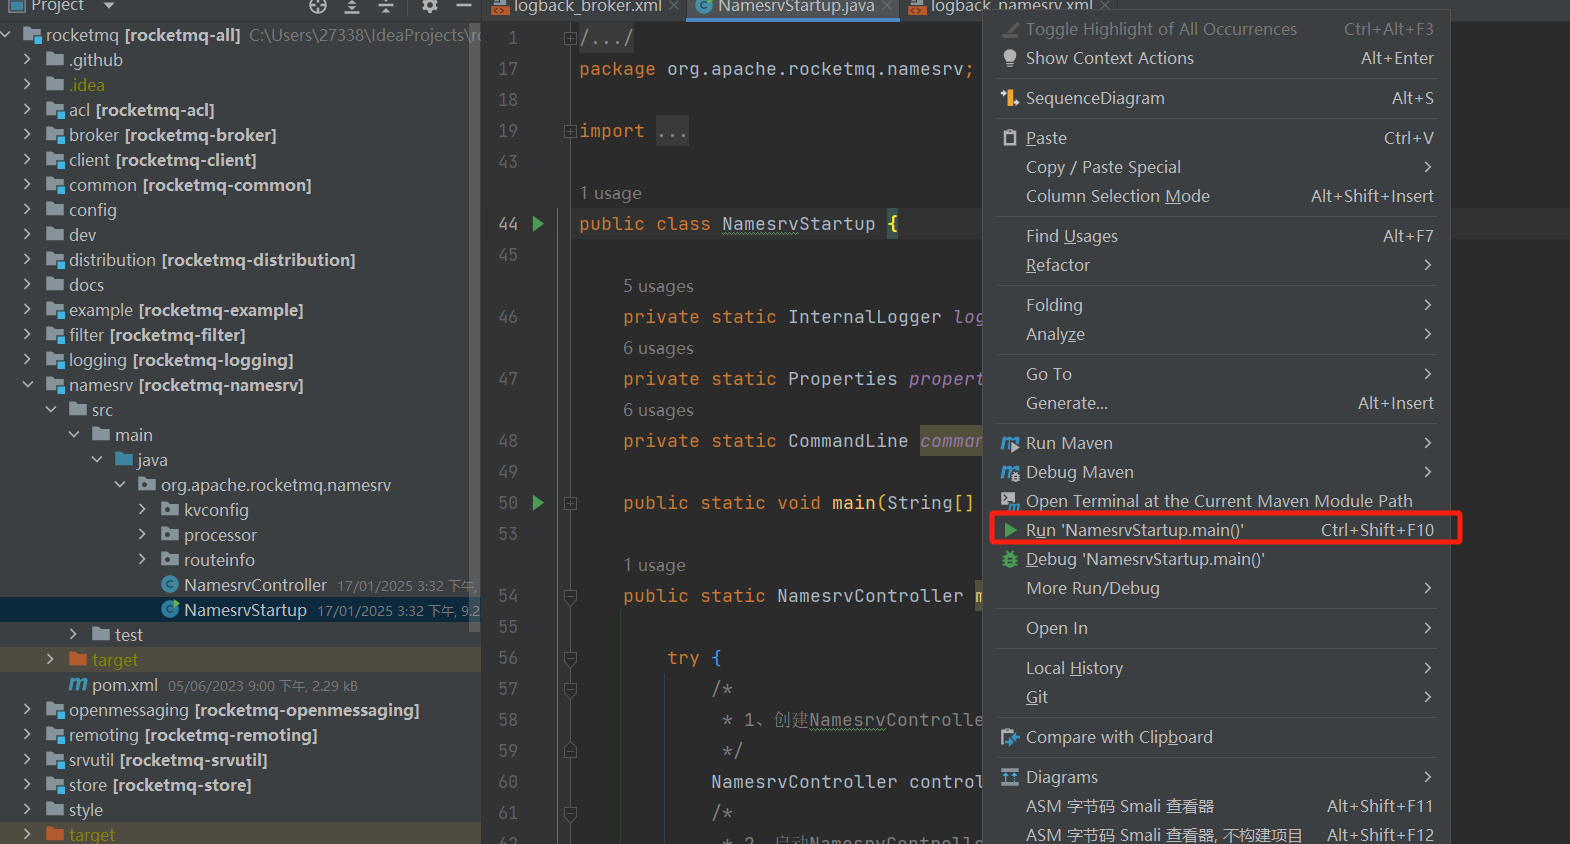 Project
rocketmq [rocketmq-all] C:\Users\27338\IdeaProjects\ro
.github
.idea
acl [rocketmq-acl]
broker [rocketmq-broker]
client [rocketmq-client]
common [rocketmq-common]
config
dev
distribution [rocketmq-distribution]
docs
example [rocketmq-example]
filter [rocketmq-filter]
logging [rocketmq-logging]
namesrv [rocketmq-namesrv]
src
main
java
org.apache.rocketmq.namesrv
kvconfig
processor
routeinfo
NamesrvController 17/01/2025 3:32 下午,
NamesrvStartup 17/01/2025 3:32 下午, 9.2
test
target
pom.xml 05/06/2023 9:00 下午, 2.29 kB
openmessaging [rocketmq-openmessaging]
remoting [rocketmq-remoting]
srvutil [rocketmq-srvutil]
store [rocketmq-store]
style
target
logback_broker.xml NamesrvStartup.java logback_namesrv.xml
1 /.../
17 package org.apache.rocketmq.namesrv;
18
19 import ...
43
1 usage
44 public class NamesrvStartup {
45
5 usages
46 private static InternalLogger log
6 usages
47 private static Properties propert
6 usages
48 private static CommandLine comman
49
50 public static void main(String[]
53
1 usage
54 public static NamesrvController m
55
56 try {
57 /*
58 * 1、创建NamesrvControlle
59 */
60 NamesrvController control
61 /*
62 * 2、启动NamesrvControlle
Toggle Highlight of All Occurrences Ctrl+Alt+F3
Show Context Actions Alt+Enter
SequenceDiagram Alt+S
Paste Ctrl+V
Copy / Paste Special
Column Selection Mode Alt+Shift+Insert
Find Usages Alt+F7
Refactor
Folding
Analyze
Go To
Generate... Alt+Insert
Run Maven
Debug Maven
Open Terminal at the Current Maven Module Path
Run 'NamesrvStartup.main()' Ctrl+Shift+F10
Debug 'NamesrvStartup.main()'
More Run/Debug
Open In
Local History
Git
Compare with Clipboard
Diagrams
ASM 字节码 Smali 查看器 Alt+Shift+F11
ASM 字节码 Smali 查看器, 不构建项目 Alt+Shift+F12